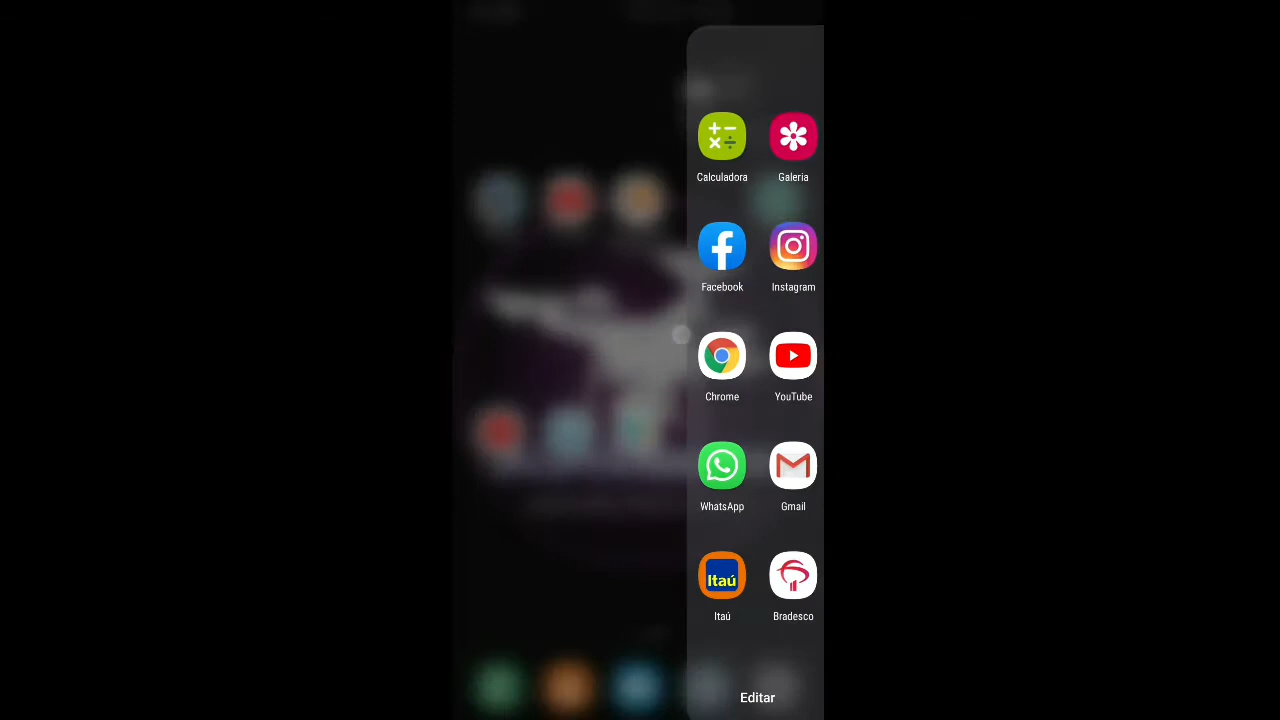 Calculadora Galeria
Facebook Instagram
Chrome YouTube
WhatsApp Gmail
Itaú
Itaú Bradesco
Editar